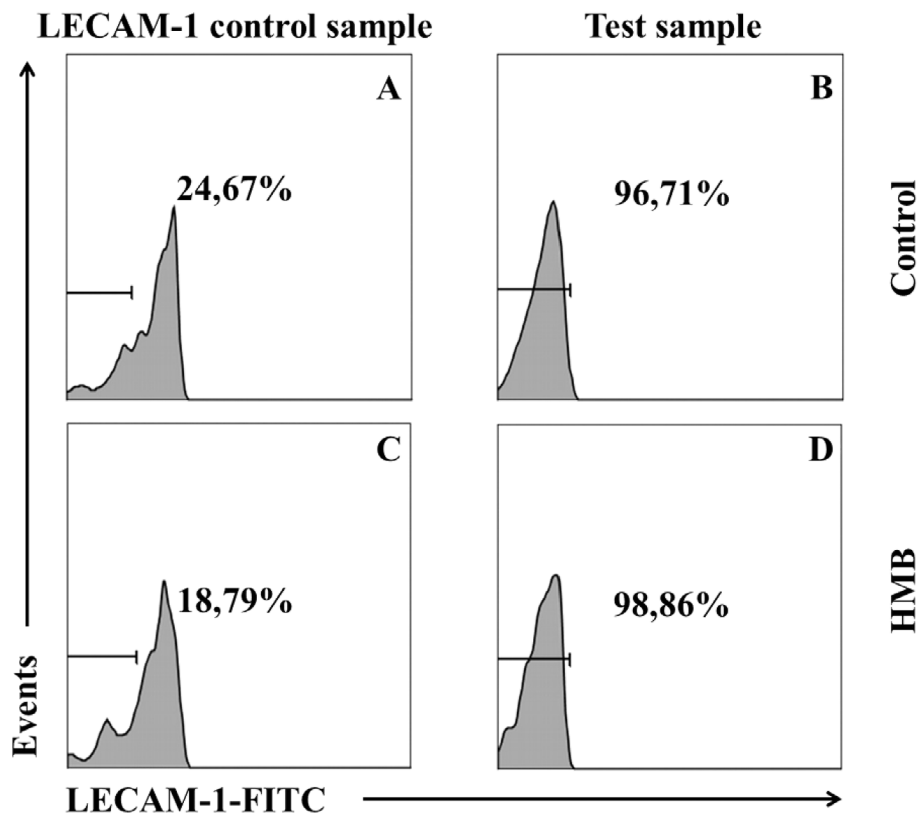 LECAM-1 control sample
Test sample
A
24,67%
B
96,71%
Control
C
18,79%
D
98,86%
HMB
Events
LECAM-1-FITC